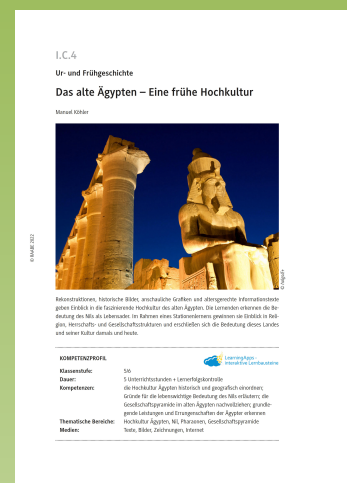 I.C.4
Ur- und Frühgeschichte
Das alte Ägypten – Eine frühe Hochkultur
Manuel Köhler
© RAABE 2022
Rekonstruktionen, historische Bilder, anschauliche Grafiken und altersgerechte Informationstexte
geben Einblick in die faszinierende Hochkultur des alten Ägypten. Die Lernenden erkennen die Be-
deutung des Nils als Lebensader. Im Rahmen eines Stationenlernens gewinnen sie Einblick in Reli-
gion, Herrschafts- und Gesellschaftsstrukturen und erschließen sich die Bedeutung dieses Landes
und seiner Kultur damals und heute.
KOMPETENZPROFIL
LearningApps -
interaktive Lernbausteine
Klassenstufe: 5/6
Dauer: 5 Unterrichtsstunden + Lernerfolgskontrolle
Kompetenzen: die Hochkultur Ägypten historisch und geografisch einordnen;
Gründe für die lebenswichtige Bedeutung des Nils erläutern; die
Gesellschaftspyramide im alten Ägypten nachvollziehen; grundle-
gende Leistungen und Errungenschaften der Ägypter erkennen
Thematische Bereiche: Hochkultur Ägypten, Nil, Pharaonen, Gesellschaftspyramide
Medien: Texte, Bilder, Zeichnungen, Internet